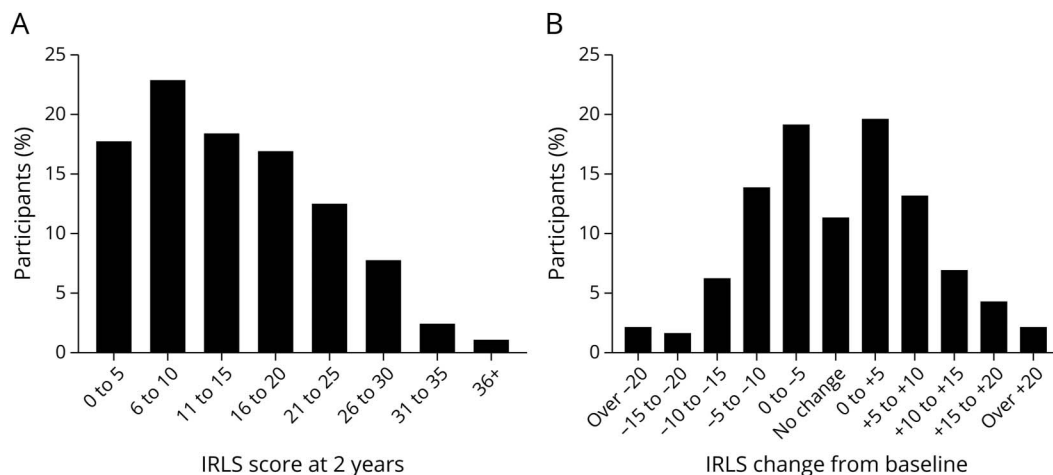 A
25
20
15
10
5
0
Participants (%)
0 to 5
6 to 10
11 to 15
16 to 20
21 to 25
26 to 30
31 to 35
36+
IRLS score at 2 years
B
25
20
15
10
5
0
Participants (%)
Over −20
−15 to −20
−10 to −15
−5 to −10
0 to −5
No change
0 to +5
+5 to +10
+10 to +15
+15 to +20
Over +20
IRLS change from baseline